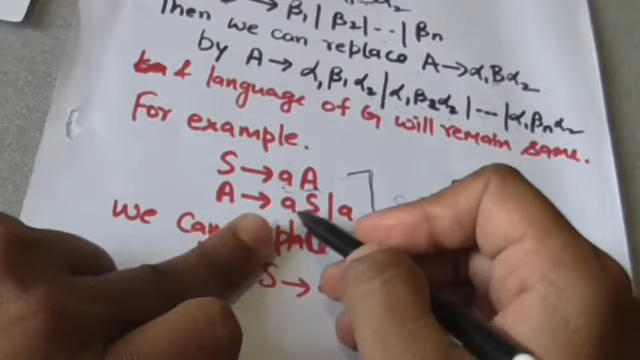 → β₁ | β₂ | ... | βn
Then we can replace A→α₁Bα₂
by A→ α₁β₁α₂ | α₁β₂α₂ | --- | α₁βnα₂
& language of G will remain same.
For example.
S → aA
A → aS | a
we can
S →